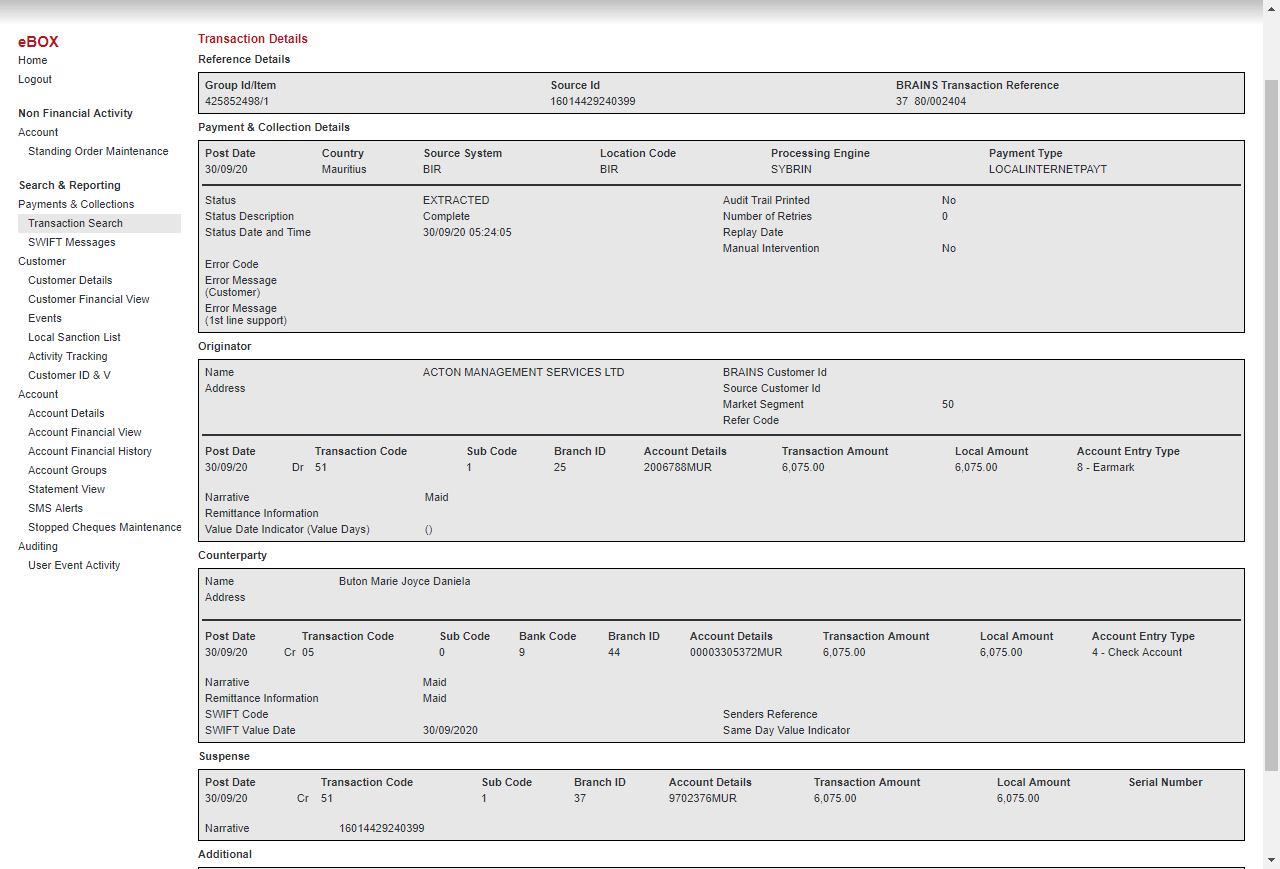 eBOX
Home
Logout
Non Financial Activity
Account
Standing Order Maintenance
Search & Reporting
Payments & Collections
Transaction Search
SWIFT Messages
Customer
Customer Details
Customer Financial View
Events
Local Sanction List
Activity Tracking
Customer ID & V
Account
Account Details
Account Financial View
Account Financial History
Account Groups
Statement View
SMS Alerts
Stopped Cheques Maintenance
Auditing
User Event Activity
Transaction Details
Reference Details
Group Id/Item Source Id BRAINS Transaction Reference
425852498/1 16014429240399 37 80/002404
Payment & Collection Details
Post Date Country Source System Location Code Processing Engine Payment Type
30/09/20 Mauritius BIR BIR SYBRIN LOCALINTERNETPAYT
Status EXTRACTED Audit Trail Printed No
Status Description Complete Number of Retries 0
Status Date and Time 30/09/20 05:24:05 Replay Date
Manual Intervention No
Error Code
Error Message
(Customer)
Error Message
(1st line support)
Originator
Name ACTON MANAGEMENT SERVICES LTD BRAINS Customer Id
Address Source Customer Id
Market Segment 50
Refer Code
Post Date Transaction Code Sub Code Branch ID Account Details Transaction Amount Local Amount Account Entry Type
30/09/20 Dr 51 1 25 2006788MUR 6,075.00 6,075.00 8 - Earmark
Narrative Maid
Remittance Information
Value Date Indicator (Value Days) ()
Counterparty
Name Buton Marie Joyce Daniela
Address
Post Date Transaction Code Sub Code Bank Code Branch ID Account Details Transaction Amount Local Amount Account Entry Type
30/09/20 Cr 05 0 9 44 00003305372MUR 6,075.00 6,075.00 4 - Check Account
Narrative Maid
Remittance Information Maid
SWIFT Code Senders Reference
SWIFT Value Date 30/09/2020 Same Day Value Indicator
Suspense
Post Date Transaction Code Sub Code Branch ID Account Details Transaction Amount Local Amount Serial Number
30/09/20 Cr 51 1 37 9702376MUR 6,075.00 6,075.00
Narrative 16014429240399
Additional